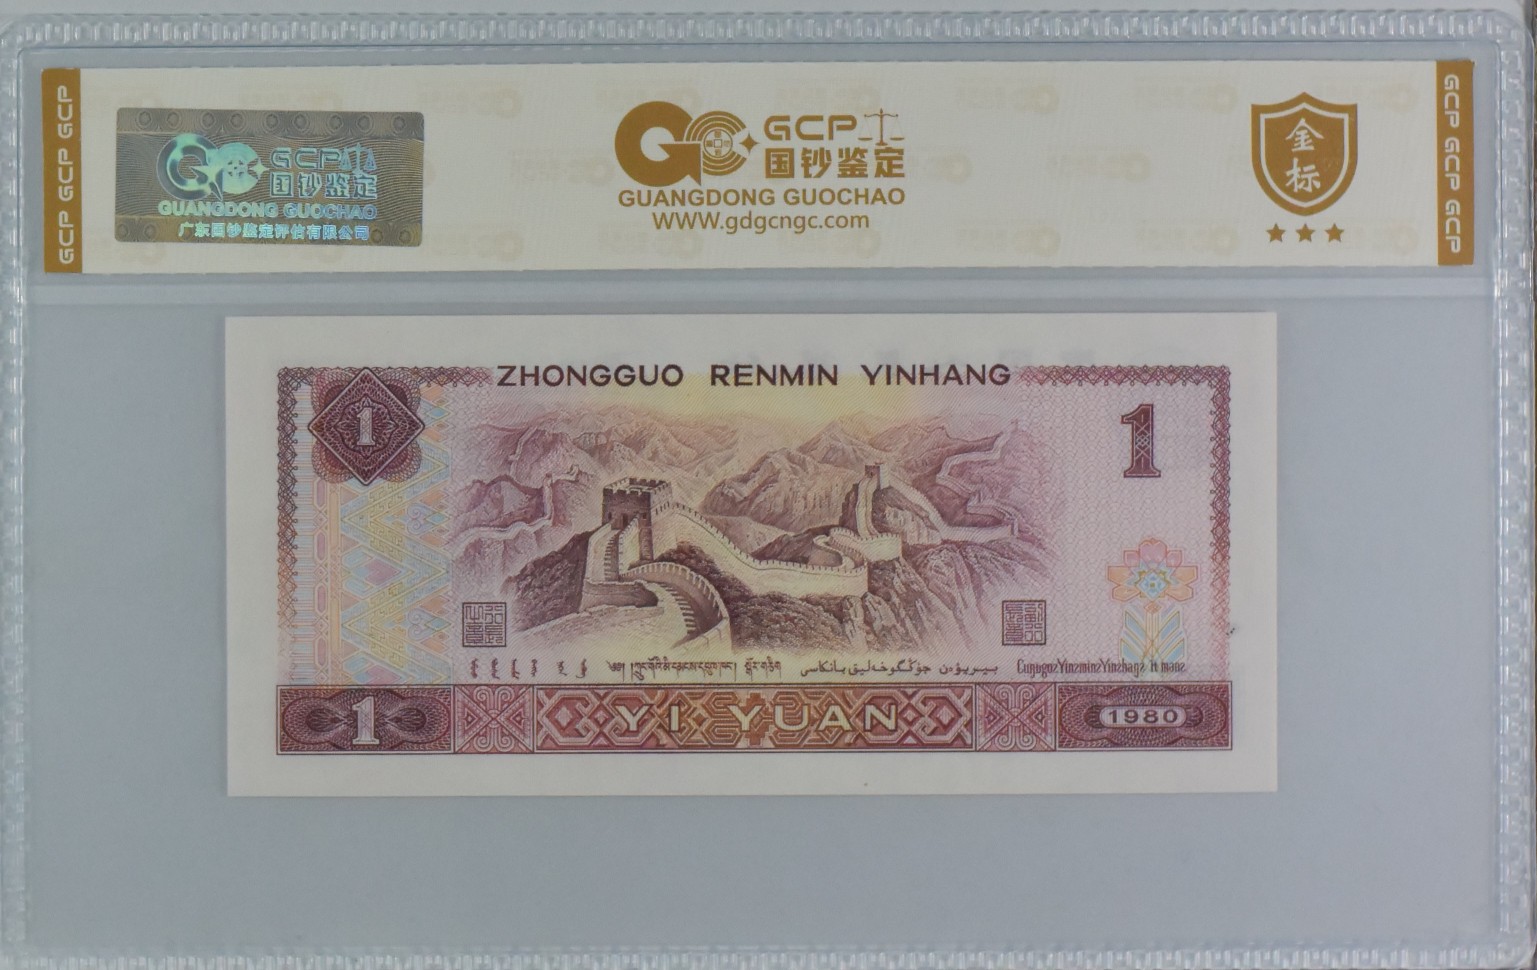 GCP GCP GCP
GCP
国钞鉴定
GUANGDONG GUOCHAO
广东国钞鉴定评估有限公司
GCP
国钞鉴定
GUANGDONG GUOCHAO
WWW.gdgcngc.com
金
标
GCP GCP GCP
ZHONGGUO RENMIN YINHANG
1
1
1
YI YUAN
1980